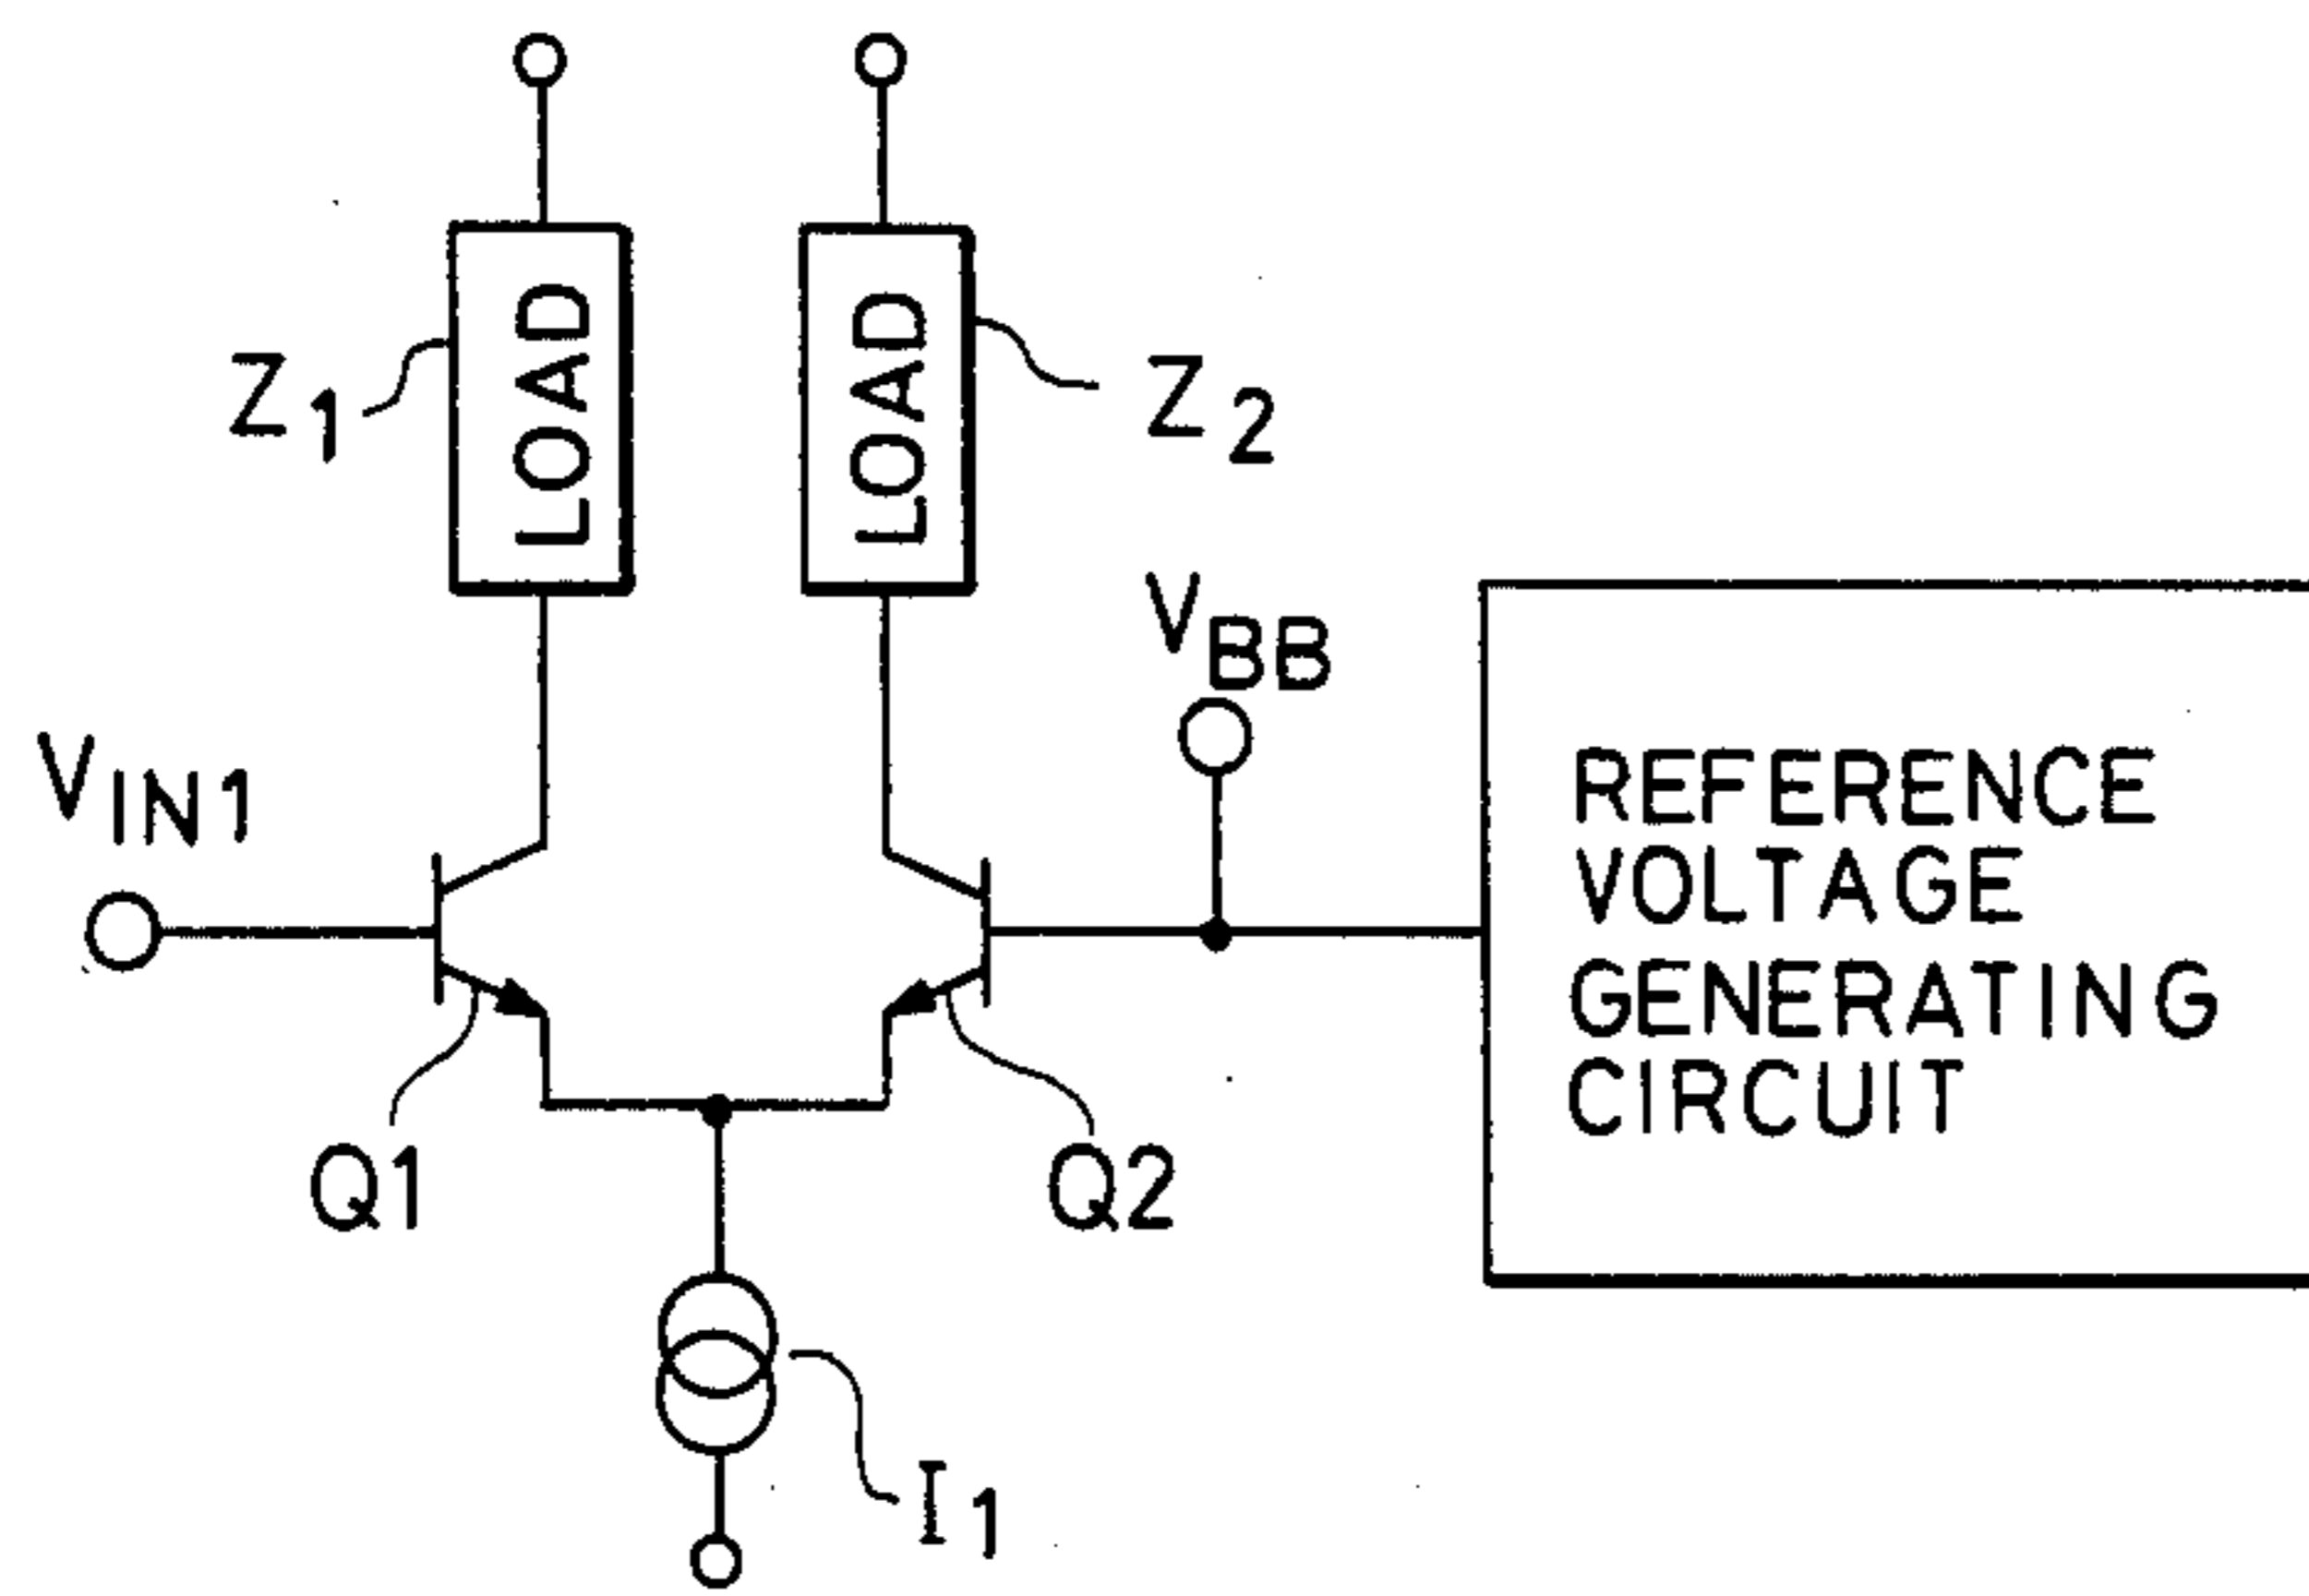 LOAD
LOAD
Z1
Z2
VBB
VIN1
REFERENCE
VOLTAGE
GENERATING
CIRCUIT
Q1
Q2
I1